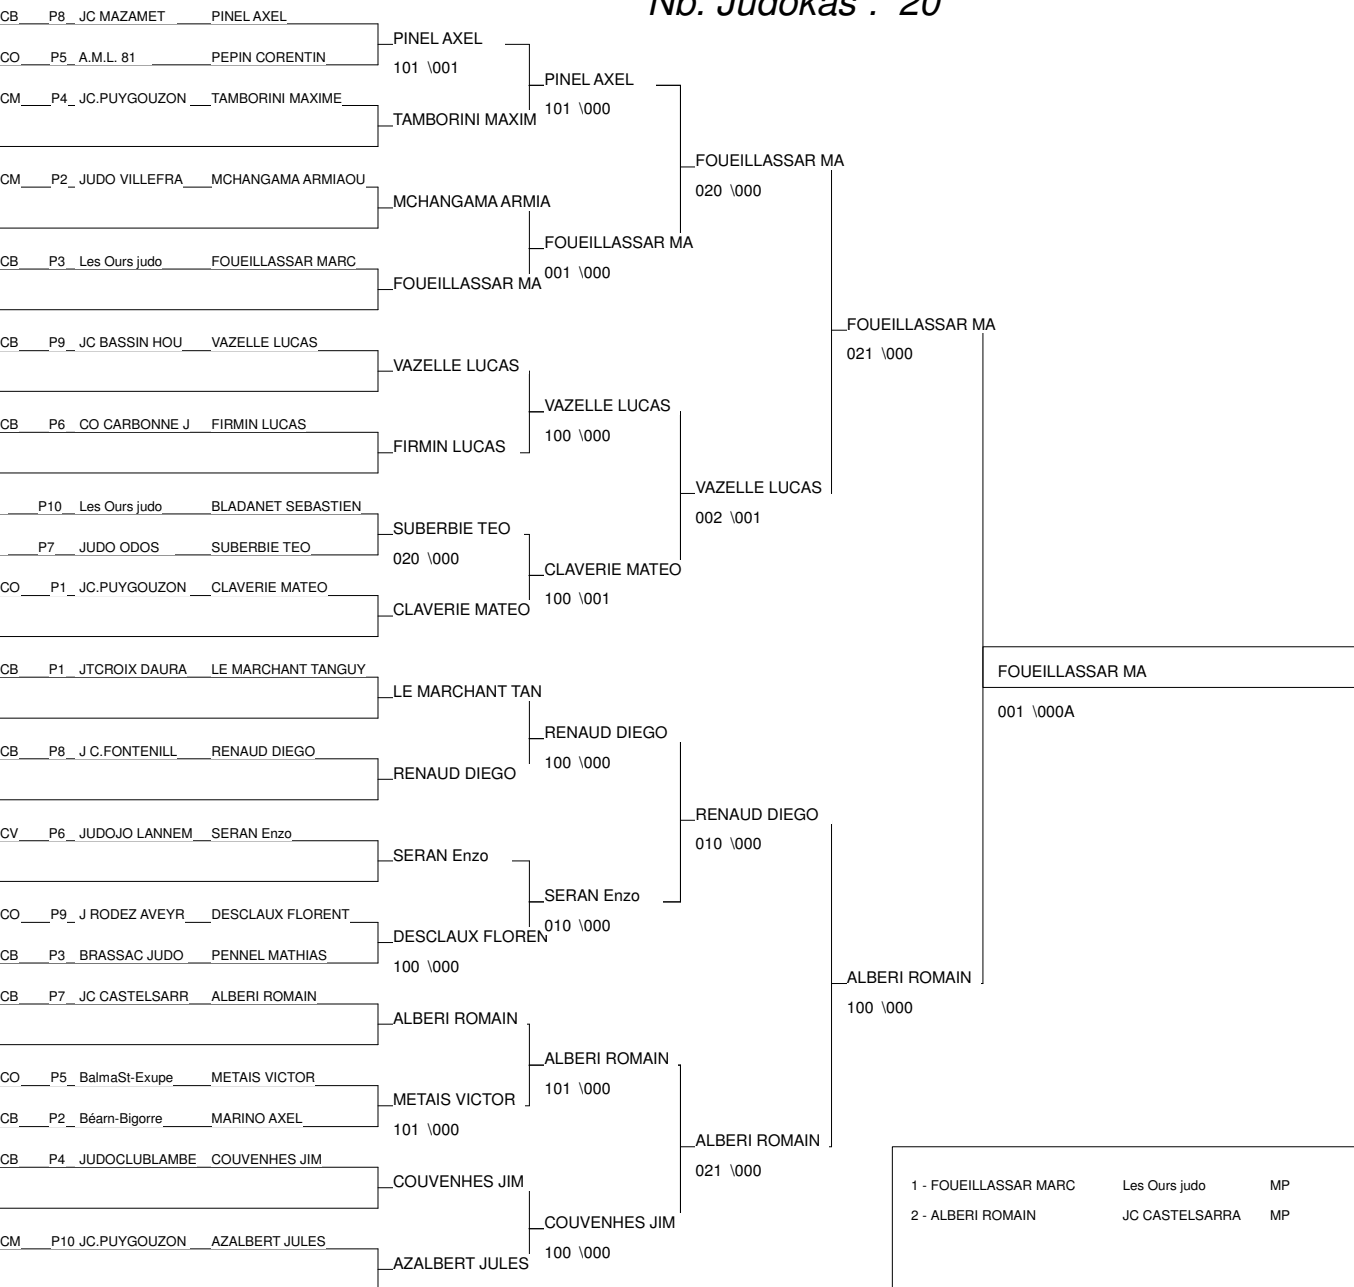 Nb. Judokas : 20
CB P8 JC MAZAMET PINEL AXEL
PINEL AXEL
CO P5 A.M.L. 81 PEPIN CORENTIN
101 \001
PINEL AXEL
CM P4 JC.PUYGOUZON TAMBORINI MAXIME
101 \000
TAMBORINI MAXIM
FOUEILLASSAR MA
CM P2 JUDO VILLEFRA MCHANGAMA ARMIAOU
020 \000
MCHANGAMA ARMIA
FOUEILLASSAR MA
CB P3 Les Ours judo FOUEILLASSAR MARC
001 \000
FOUEILLASSAR MA
FOUEILLASSAR MA
CB P9 JC BASSIN HOU VAZELLE LUCAS
021 \000
VAZELLE LUCAS
VAZELLE LUCAS
CB P6 CO CARBONNE J FIRMIN LUCAS
100 \000
FIRMIN LUCAS
VAZELLE LUCAS
P10 Les Ours judo BLADANET SEBASTIEN
002 \001
SUBERBIE TEO
P7 JUDO ODOS SUBERBIE TEO
020 \000
CLAVERIE MATEO
CO P1 JC.PUYGOUZON CLAVERIE MATEO
100 \001
CLAVERIE MATEO
CB P1 JTCROIX DAURA LE MARCHANT TANGUY
FOUEILLASSAR MA
LE MARCHANT TAN
001 \000A
RENAUD DIEGO
CB P8 J C.FONTENILL RENAUD DIEGO
100 \000
RENAUD DIEGO
RENAUD DIEGO
CV P6 JUDOJO LANNEM SERAN Enzo
010 \000
SERAN Enzo
SERAN Enzo
CO P9 J RODEZ AVEYR DESCLAUX FLORENT
010 \000
DESCLAUX FLOREN
CB P3 BRASSAC JUDO PENNEL MATHIAS
100 \000
ALBERI ROMAIN
CB P7 JC CASTELSARR ALBERI ROMAIN
100 \000
ALBERI ROMAIN
ALBERI ROMAIN
CO P5 BalmaSt-Exupe METAIS VICTOR
101 \000
METAIS VICTOR
CB P2 Béarn-Bigorre MARINO AXEL
101 \000
ALBERI ROMAIN
CB P4 JUDOCLUBLAMBE COUVENHES JIM
021 \000
COUVENHES JIM
1 - FOUEILLASSAR MARC Les Ours judo MP
2 - ALBERI ROMAIN JC CASTELSARRA MP
COUVENHES JIM
CM P10 JC.PUYGOUZON AZALBERT JULES
100 \000
AZALBERT JULES